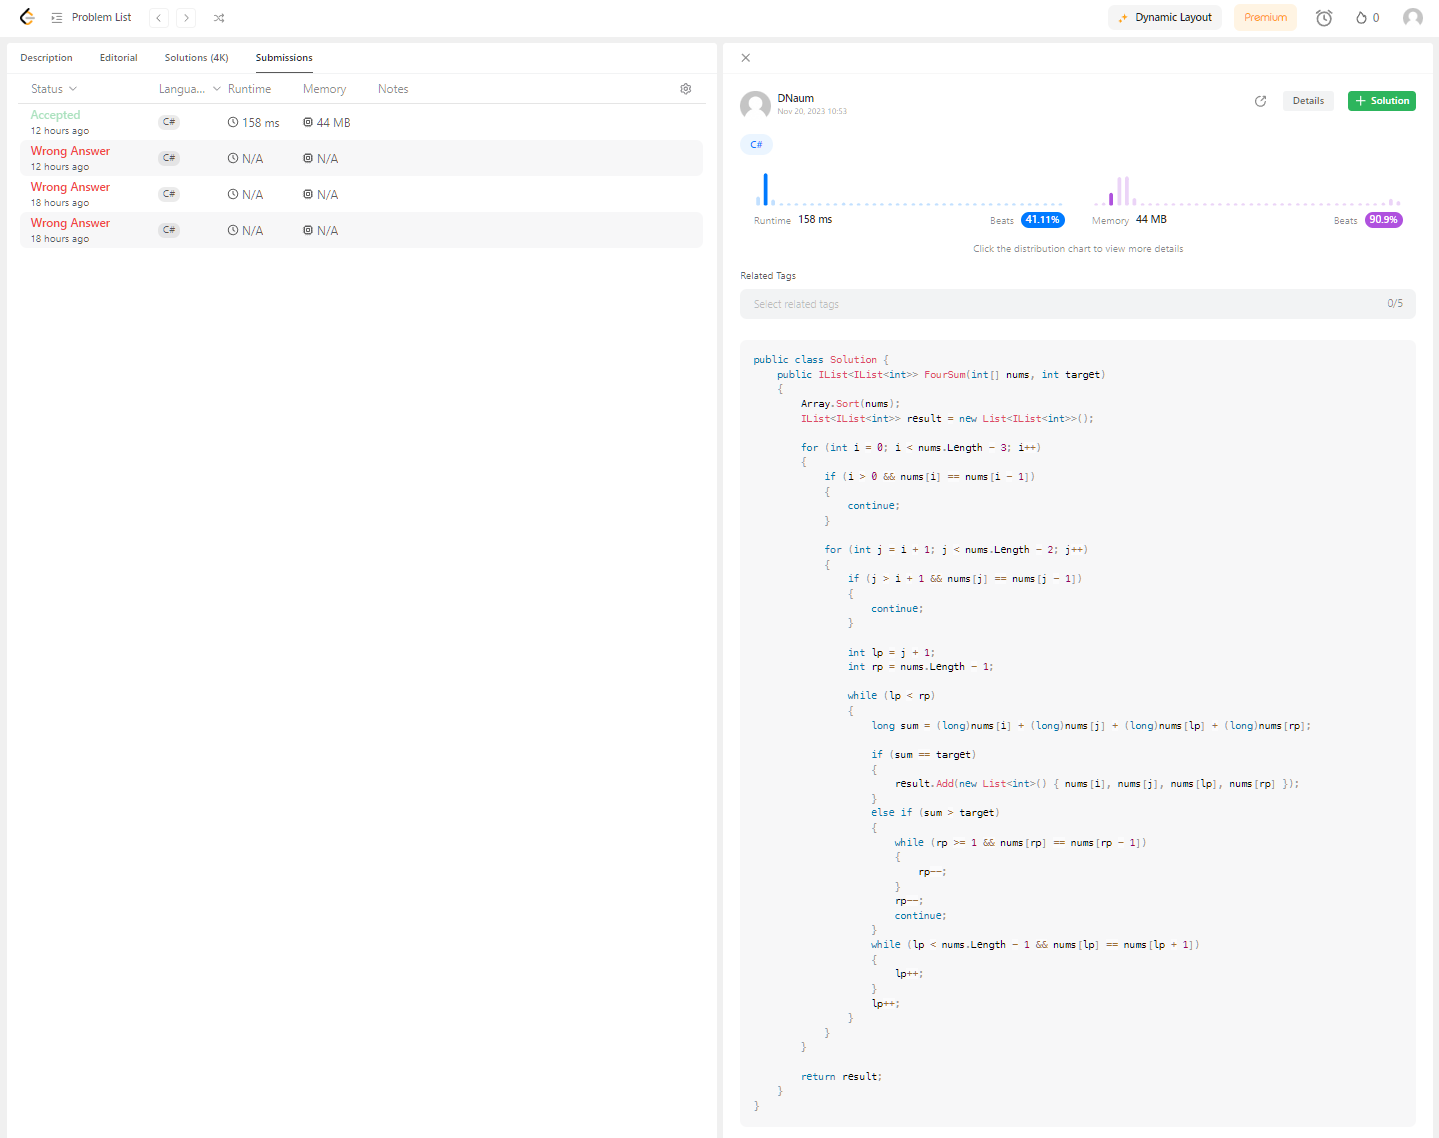 Problem List
Dynamic Layout
Premium
0
Description Editorial Solutions (4K) Submissions
Status Langua... Runtime Memory Notes
Accepted
12 hours ago
C# 158 ms 44 MB
Wrong Answer
12 hours ago
C# N/A N/A
Wrong Answer
18 hours ago
C# N/A N/A
Wrong Answer
18 hours ago
C# N/A N/A
DNaum
Nov 20, 2023 10:53
Details
+ Solution
C#
Runtime 158 ms Beats 41.11%
Memory 44 MB Beats 90.9%
Click the distribution chart to view more details
Related Tags
Select related tags 0/5
public class Solution {
    public IList<IList<int>> FourSum(int[] nums, int target)
    {
        Array.Sort(nums);
        IList<IList<int>> result = new List<IList<int>>();
        for (int i = 0; i < nums.Length - 3; i++)
        {
            if (i > 0 && nums[i] == nums[i - 1])
            {
                continue;
            }
            for (int j = i + 1; j < nums.Length - 2; j++)
            {
                if (j > i + 1 && nums[j] == nums[j - 1])
                {
                    continue;
                }
                int lp = j + 1;
                int rp = nums.Length - 1;
                while (lp < rp)
                {
                    long sum = (long)nums[i] + (long)nums[j] + (long)nums[lp] + (long)nums[rp];
                    if (sum == target)
                    {
                        result.Add(new List<int>() { nums[i], nums[j], nums[lp], nums[rp] });
                    }
                    else if (sum > target)
                    {
                        while (rp >= 1 && nums[rp] == nums[rp - 1])
                        {
                            rp--;
                        }
                        rp--;
                        continue;
                    }
                    while (lp < nums.Length - 1 && nums[lp] == nums[lp + 1])
                    {
                        lp++;
                    }
                    lp++;
                }
            }
        }
        return result;
    }
}